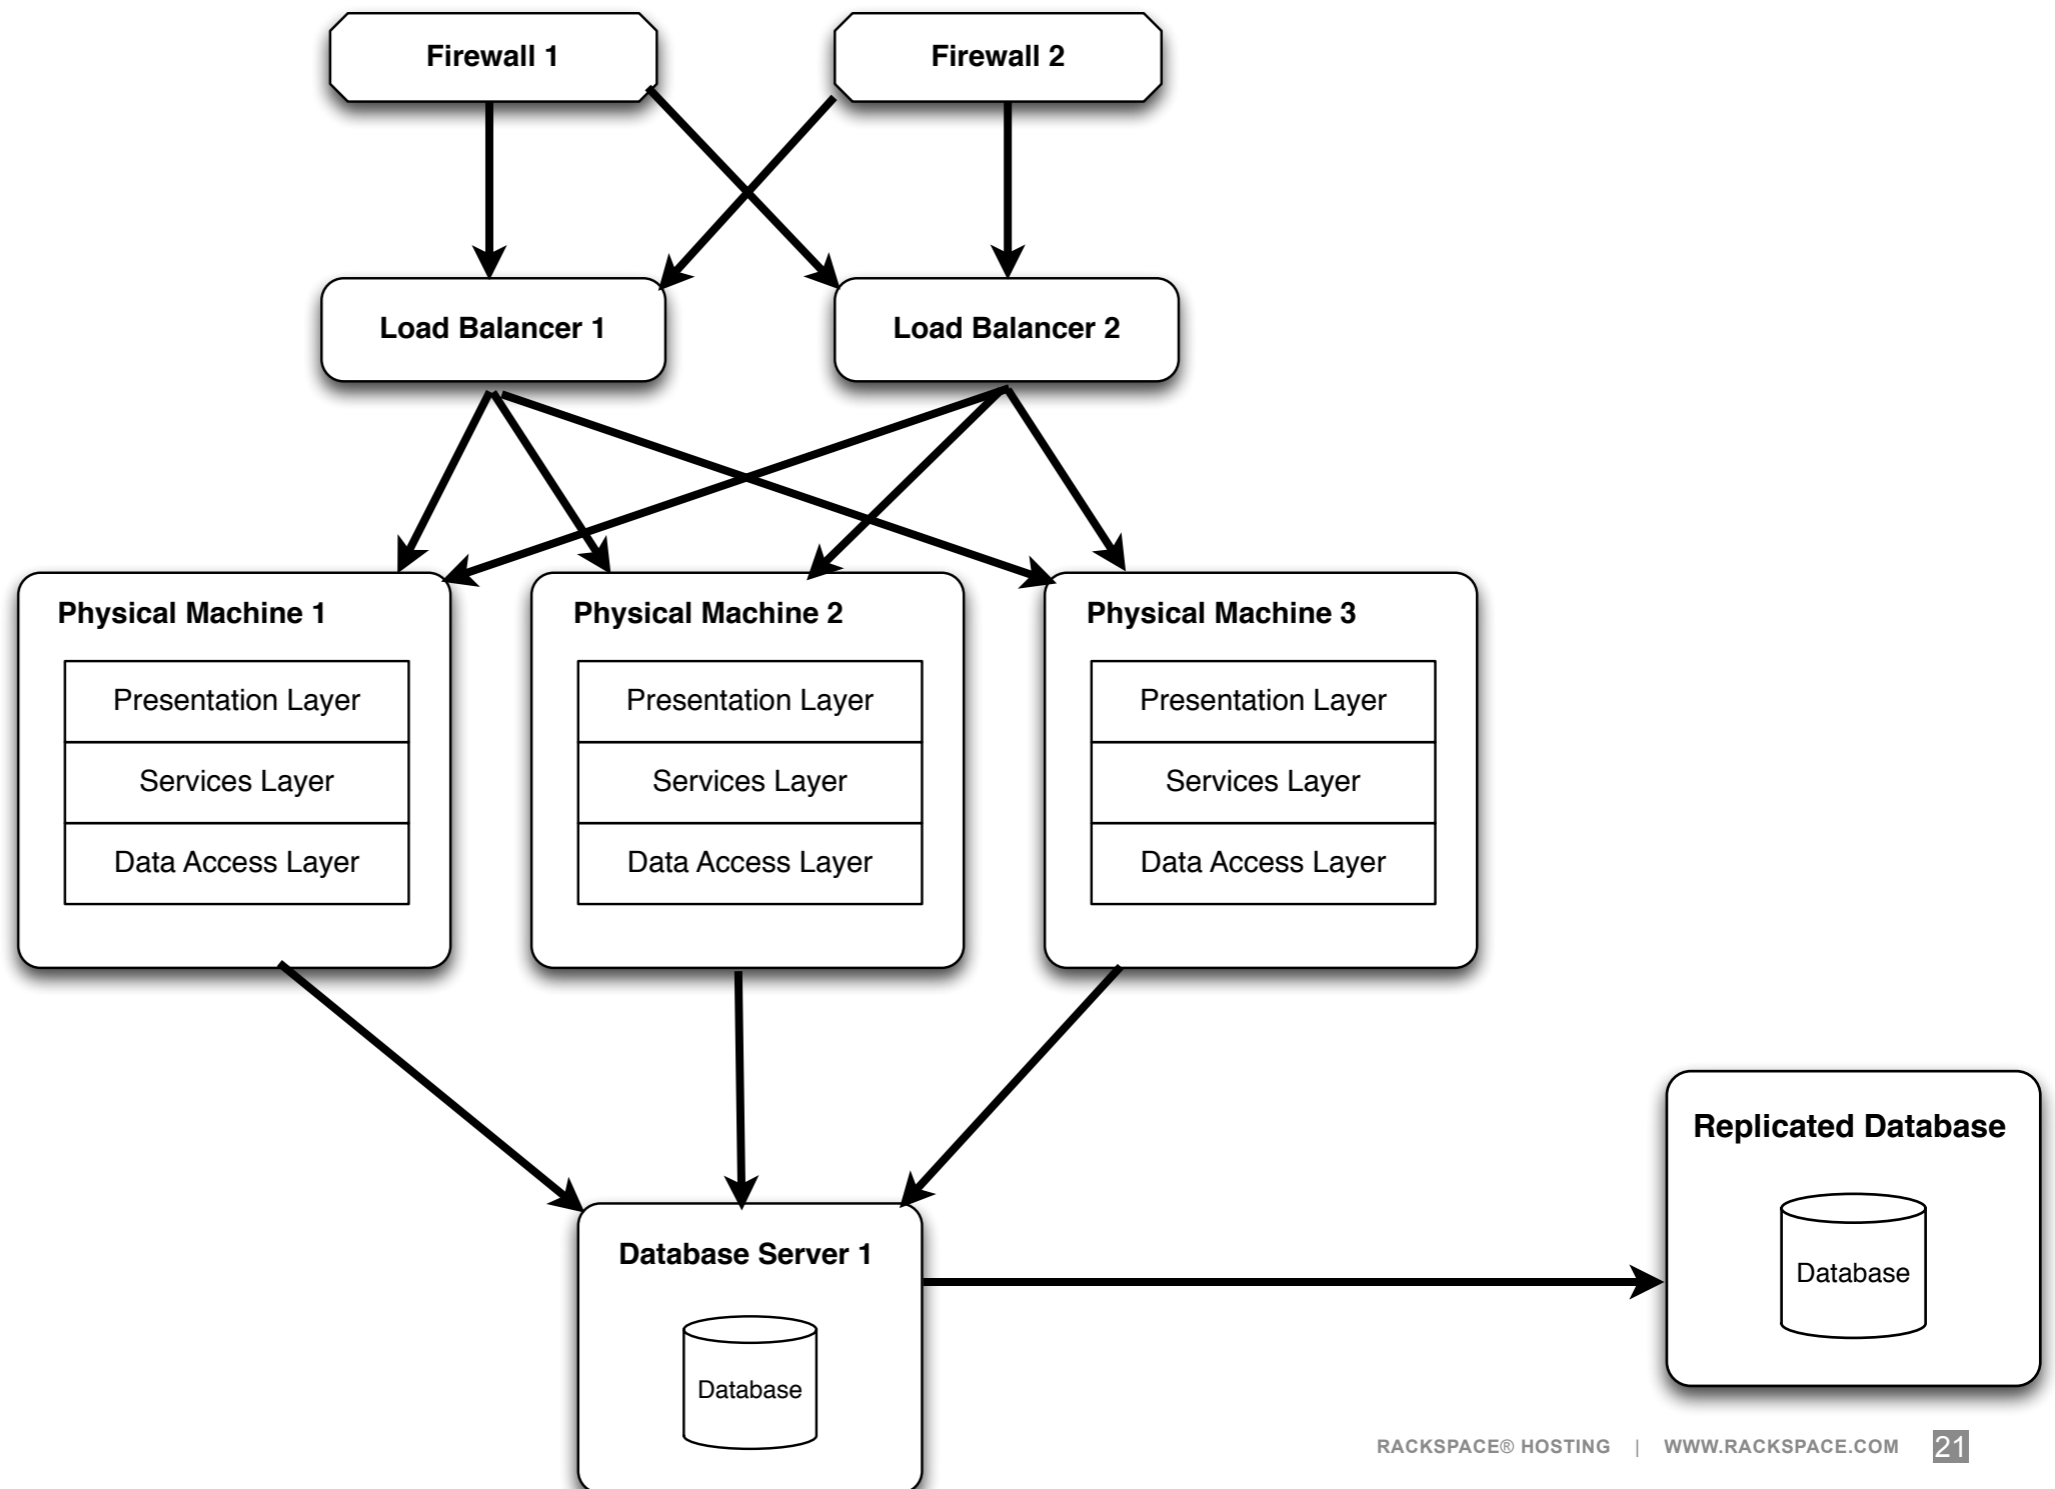 Firewall 1
Firewall 2
Load Balancer 1
Load Balancer 2
Physical Machine 1
Presentation Layer
Services Layer
Data Access Layer
Physical Machine 2
Presentation Layer
Services Layer
Data Access Layer
Physical Machine 3
Presentation Layer
Services Layer
Data Access Layer
Replicated Database
Database
Database Server 1
Database
RACKSPACE® HOSTING | WWW.RACKSPACE.COM 21